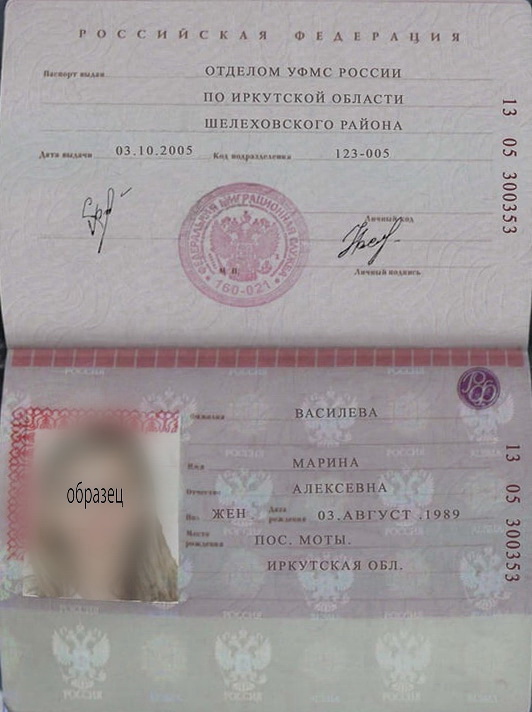 РОССИЙСКАЯ ФЕДЕРАЦИЯ
Паспорт выдан ОТДЕЛОМ УФМС РОССИИ
ПО ИРКУТСКОЙ ОБЛАСТИ
ШЕЛЕХОВСКОГО РАЙОНА
Дата выдачи 03.10.2005 Код подразделения 123-005
13 05 300353
Личный код
ФЕДЕРАЛЬНАЯ МИГРАЦИОННАЯ СЛУЖБА
М. П.
160-021
Личный подпись
РОССИЯ
Фамилия ВАСИЛЕВА
Код МАРИНА
Отчество АЛЕКСЕВНА
Пол ЖЕН. Дата рождения 03.АВГУСТ .1989
Место рождения ПОС. МОТЫ.
ИРКУТСКАЯ ОБЛ.
образец
13 05 300353
РОССИЯ